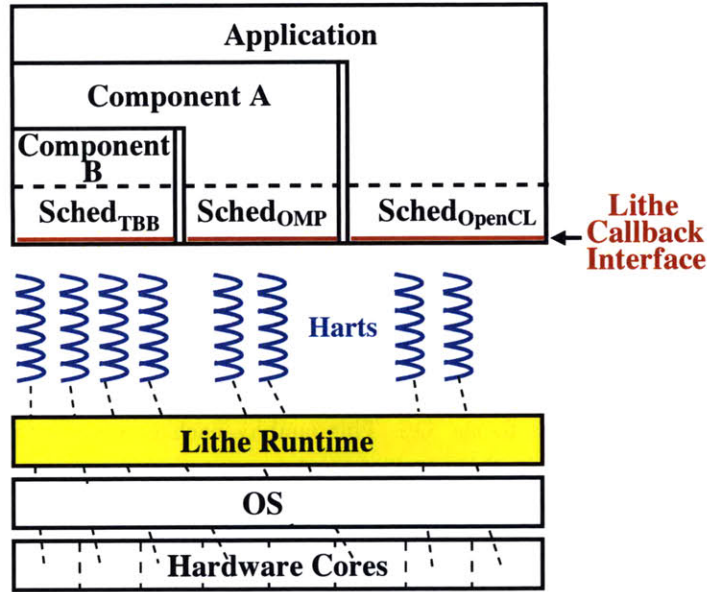 Application
Component A
Component
B
SchedTBB
SchedOMP
SchedOpenCL
Lithe
Callback
Interface
Harts
Lithe Runtime
OS
Hardware Cores